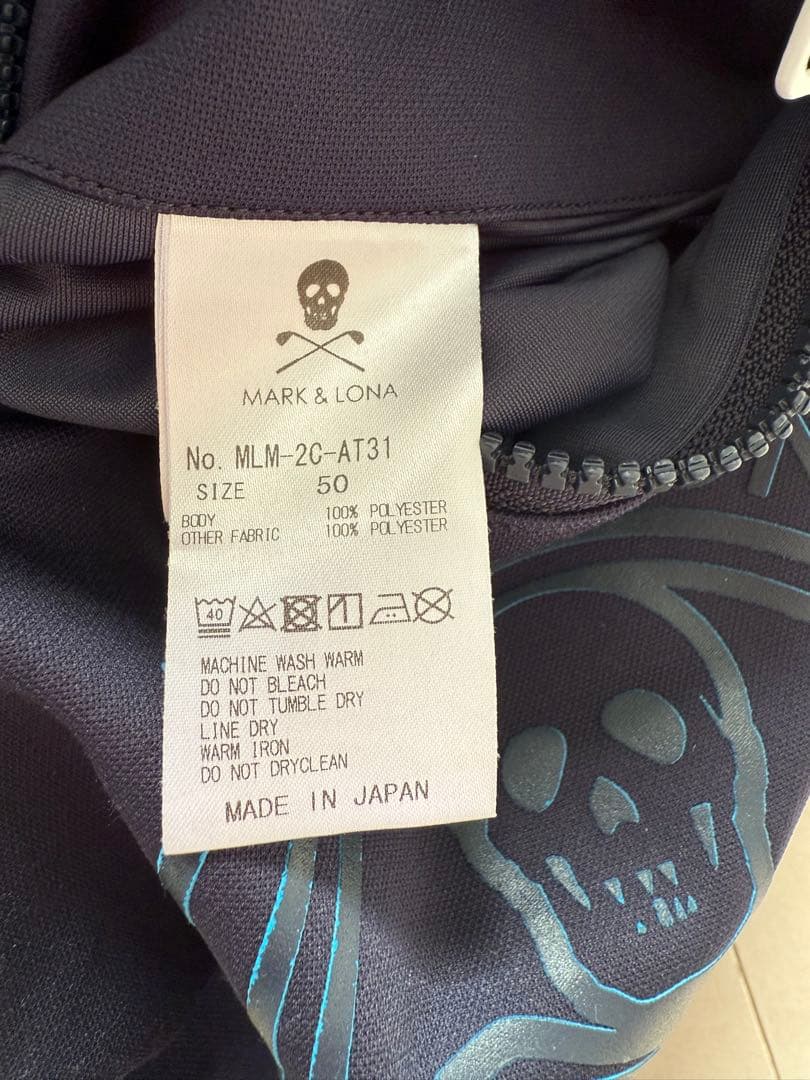 MARK & LONA
No. MLM-2C-AT31
SIZE 50
BODY 100% POLYESTER
OTHER FABRIC 100% POLYESTER
40
MACHINE WASH WARM
DO NOT BLEACH
DO NOT TUMBLE DRY
LINE DRY
WARM IRON
DO NOT DRYCLEAN
MADE IN JAPAN